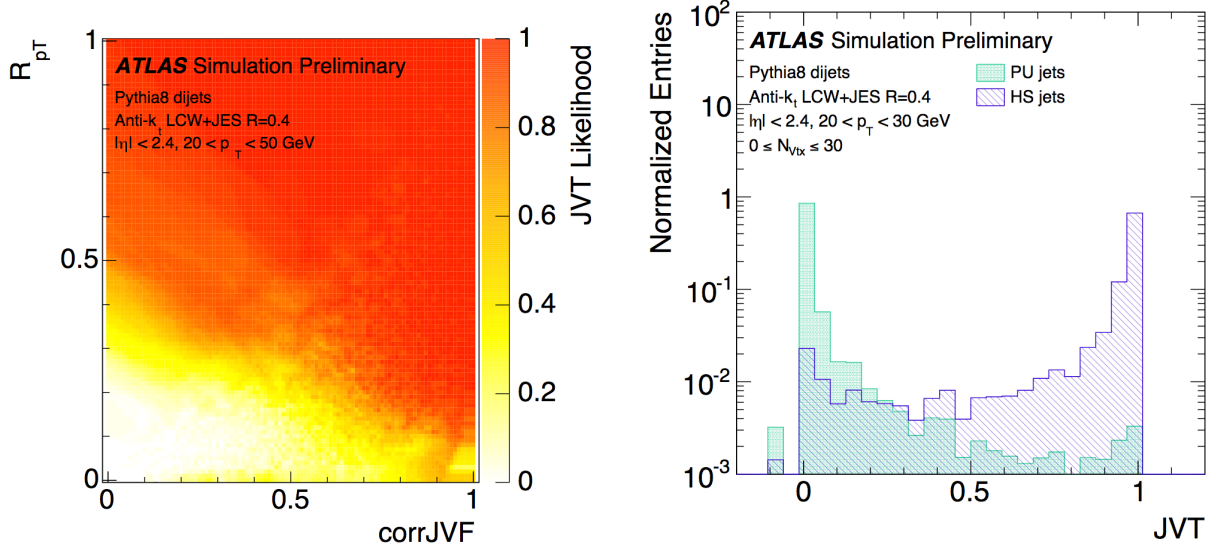 R_pT
1
0.5
0
ATLAS Simulation Preliminary
Pythia8 dijets
Anti-k_t LCW+JES R=0.4
|η| < 2.4, 20 < p_T < 50 GeV
0 0.5 1
corrJVF
1
0.8
0.6
0.4
0.2
0
JVT Likelihood
Normalized Entries
10^2
10
1
10^-1
10^-2
10^-3
ATLAS Simulation Preliminary
Pythia8 dijets
Anti-k_t LCW+JES R=0.4
|η| < 2.4, 20 < p_T < 30 GeV
0 ≤ N_Vtx ≤ 30
PU jets
HS jets
0 0.5 1
JVT